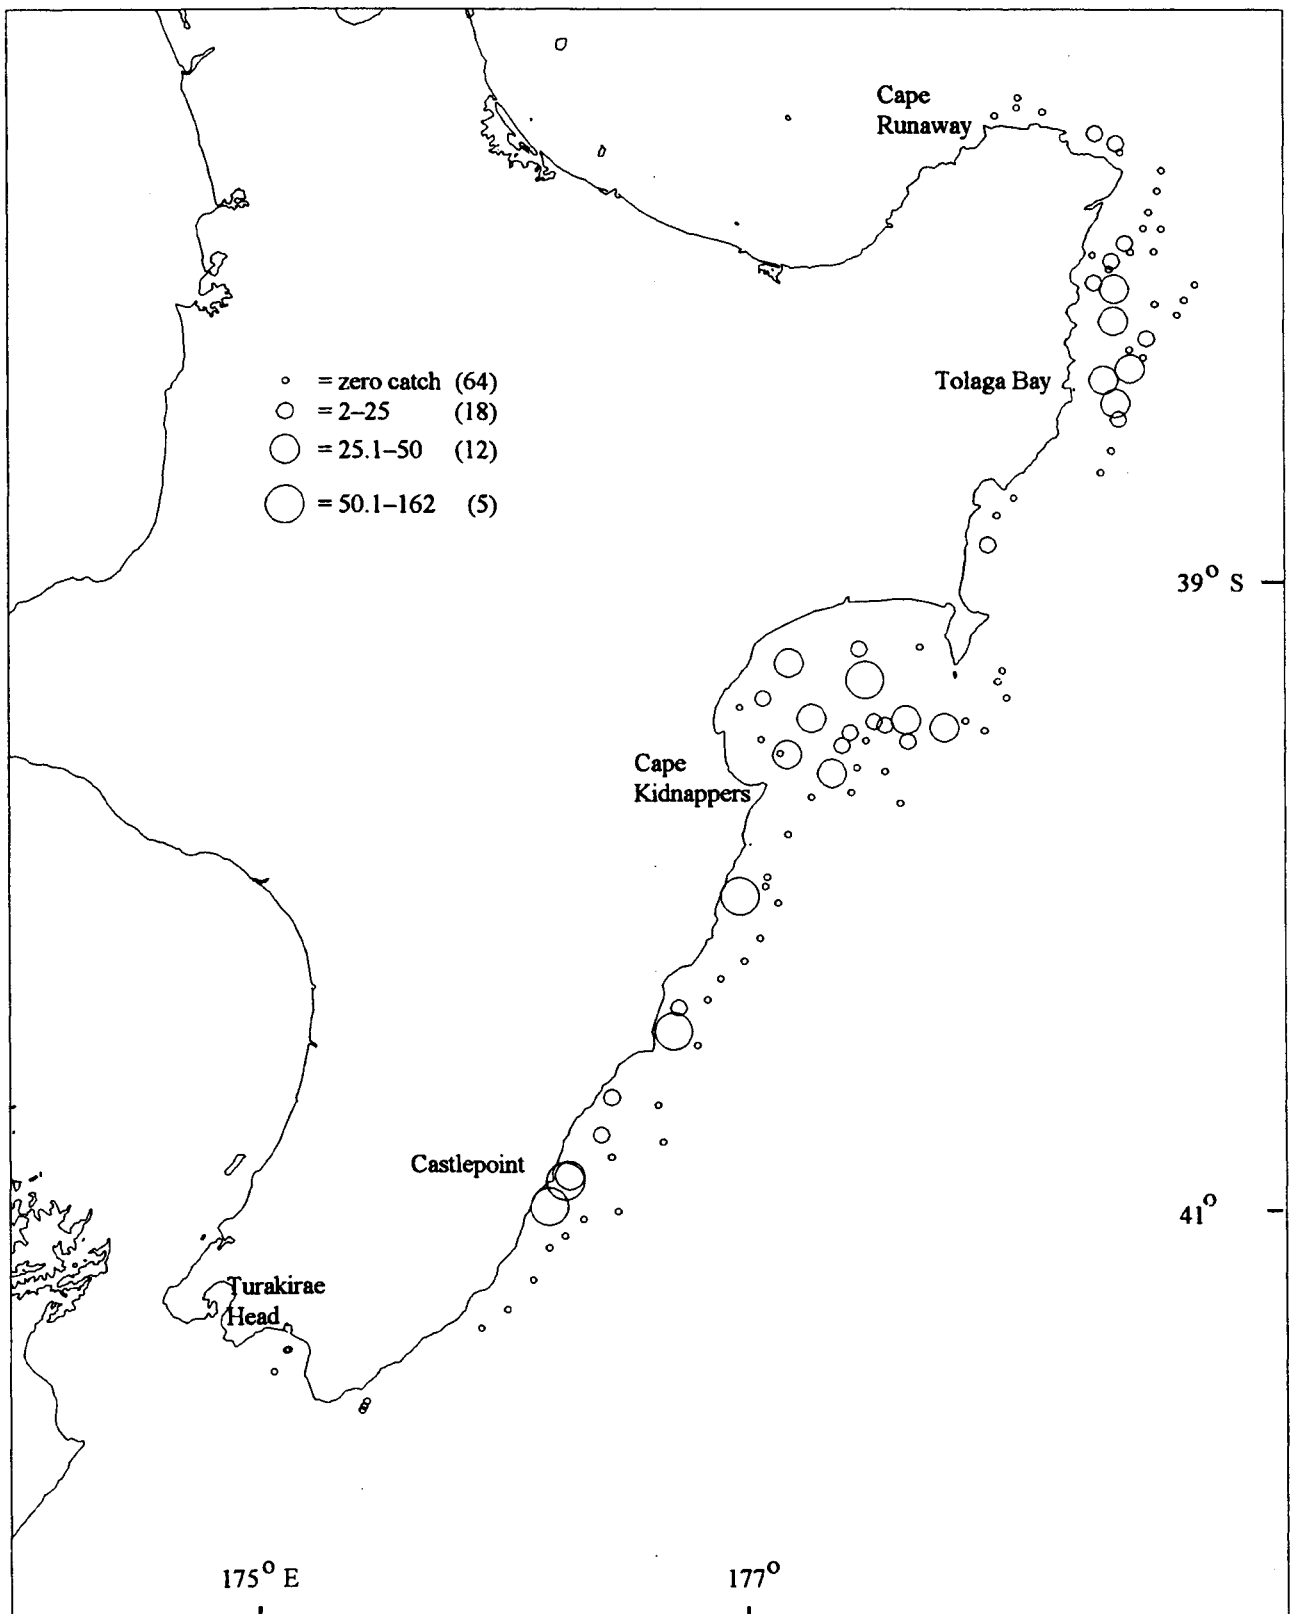 Cape
Runaway
= zero catch (64)
= 2–25 (18)
= 25.1–50 (12)
= 50.1–162 (5)
Tolaga Bay
39° S
Cape
Kidnappers
Castlepoint
41°
Turakirae
Head
175° E
177°